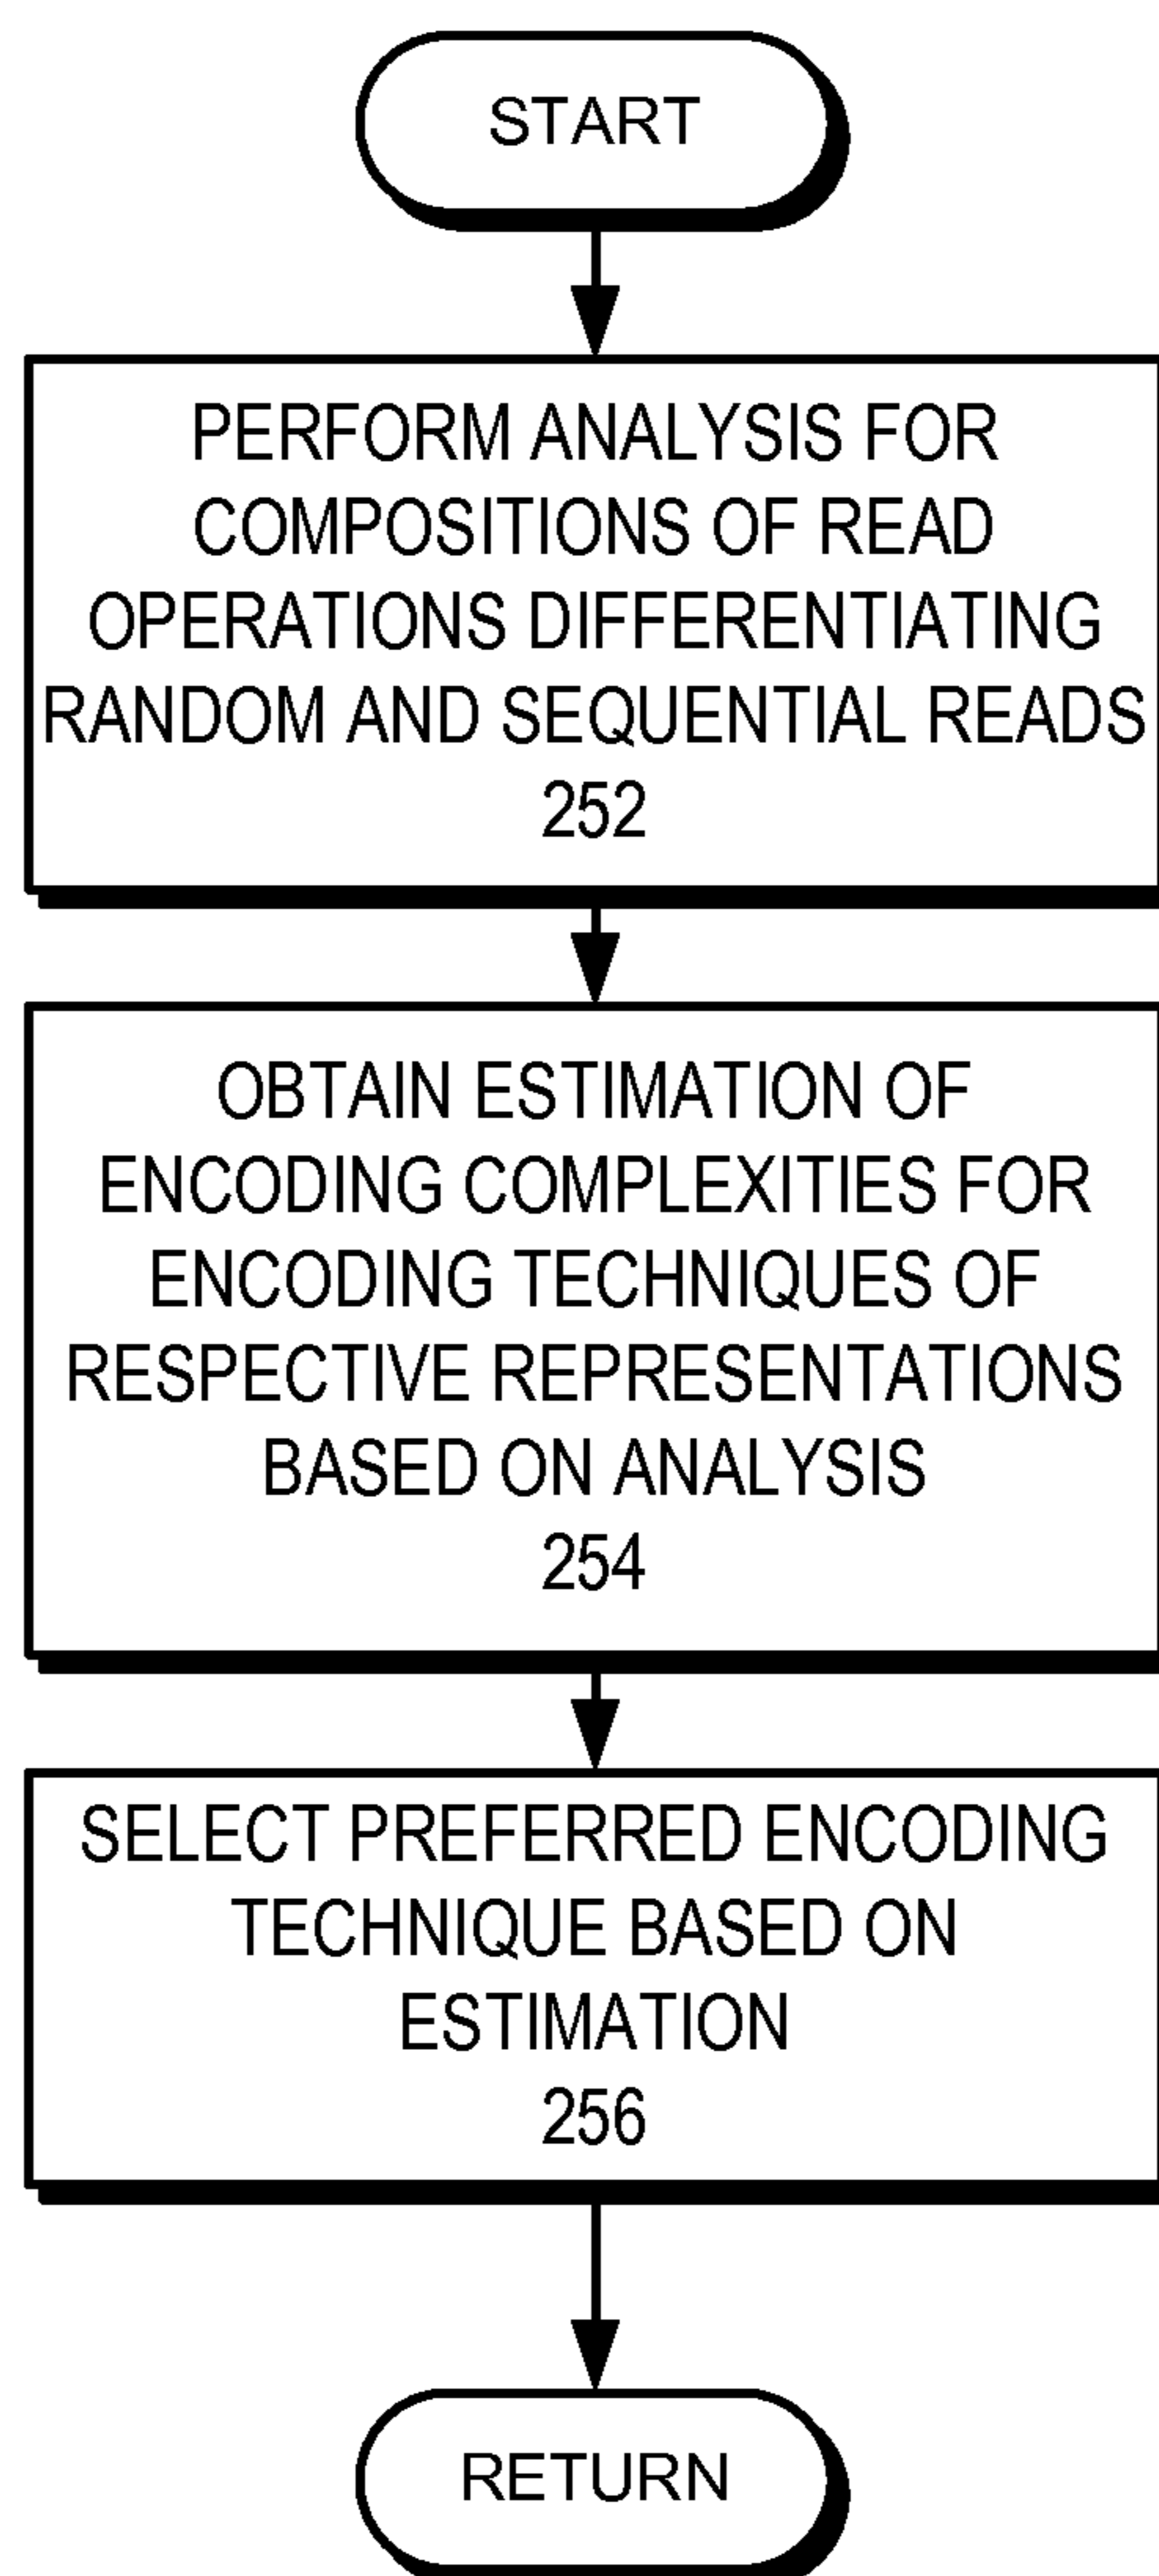 START
PERFORM ANALYSIS FOR
COMPOSITIONS OF READ
OPERATIONS DIFFERENTIATING
RANDOM AND SEQUENTIAL READS
252
OBTAIN ESTIMATION OF
ENCODING COMPLEXITIES FOR
ENCODING TECHNIQUES OF
RESPECTIVE REPRESENTATIONS
BASED ON ANALYSIS
254
SELECT PREFERRED ENCODING
TECHNIQUE BASED ON
ESTIMATION
256
RETURN